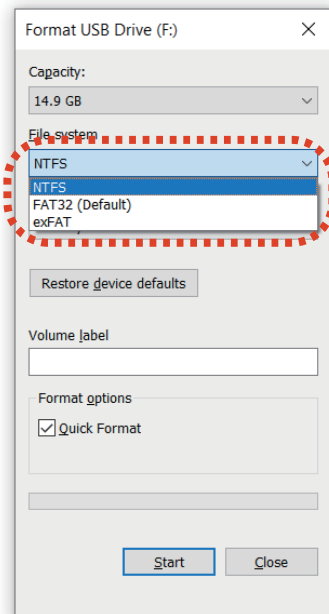 Format USB Drive (F:)
Capacity:
14.9 GB
File system
NTFS
NTFS
FAT32 (Default)
exFAT
Restore device defaults
Volume label
Format options
Quick Format
Start
Close